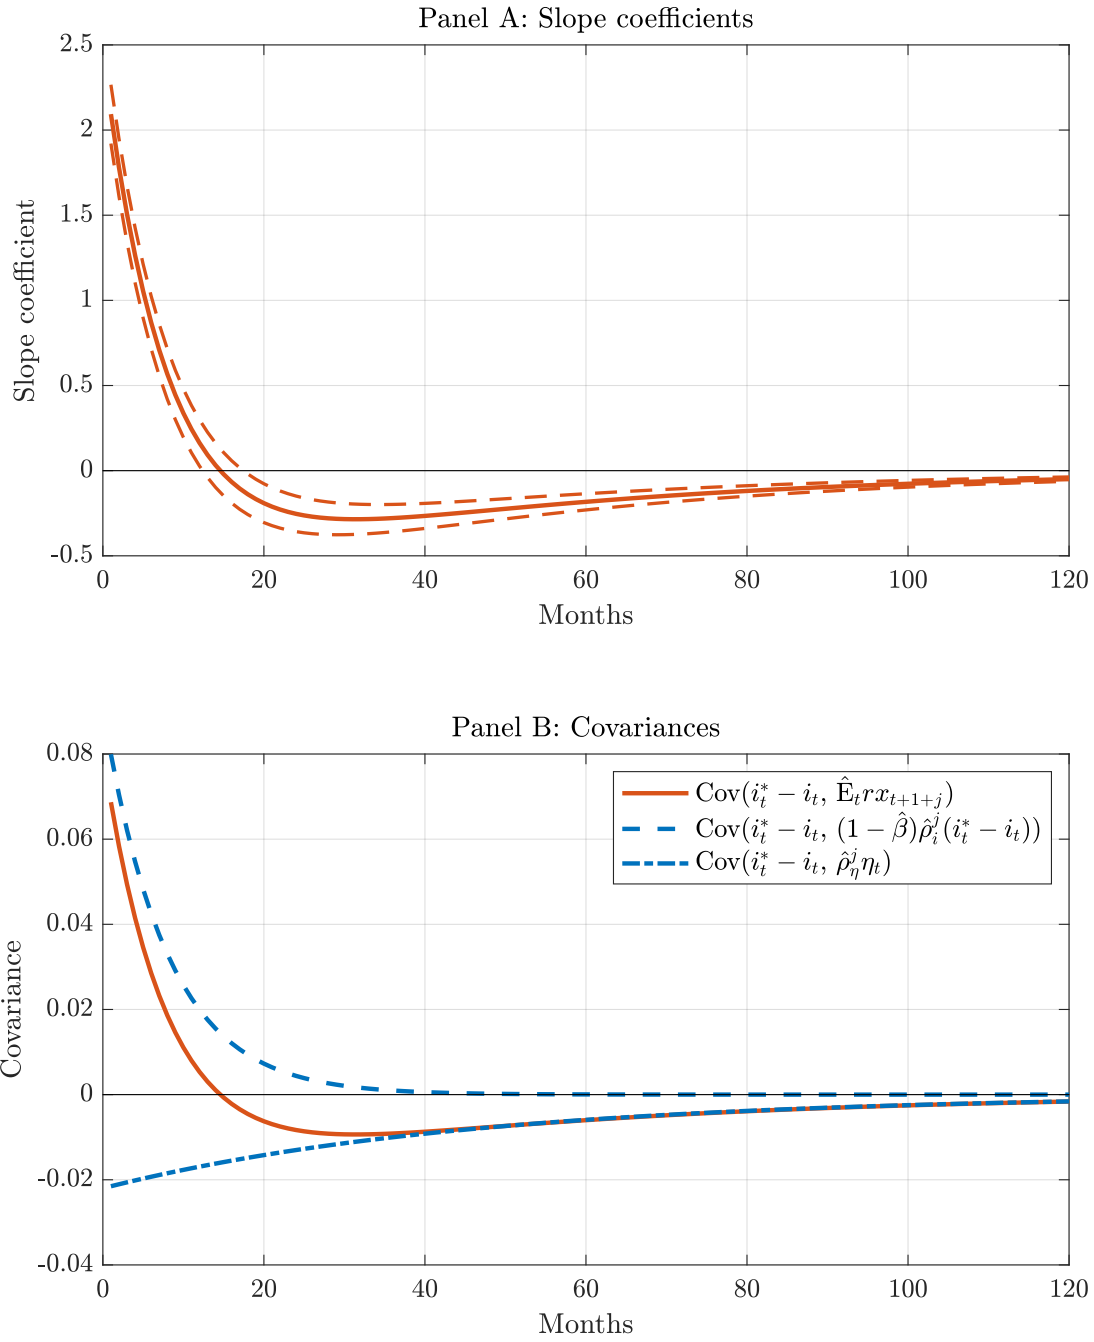 Panel A: Slope coefficients
2.5
2
1.5
1
0.5
0
-0.5
Slope coefficient
0 20 40 60 80 100 120
Months
Panel B: Covariances
0.08
0.06
0.04
0.02
0
-0.02
-0.04
Covariance
Cov(i*_t − i_t, Ê_t rx_{t+1+j})
Cov(i*_t − i_t, (1 − β̂)ρ̂^j_i(i*_t − i_t))
Cov(i*_t − i_t, ρ̂^j_η η_t)
0 20 40 60 80 100 120
Months